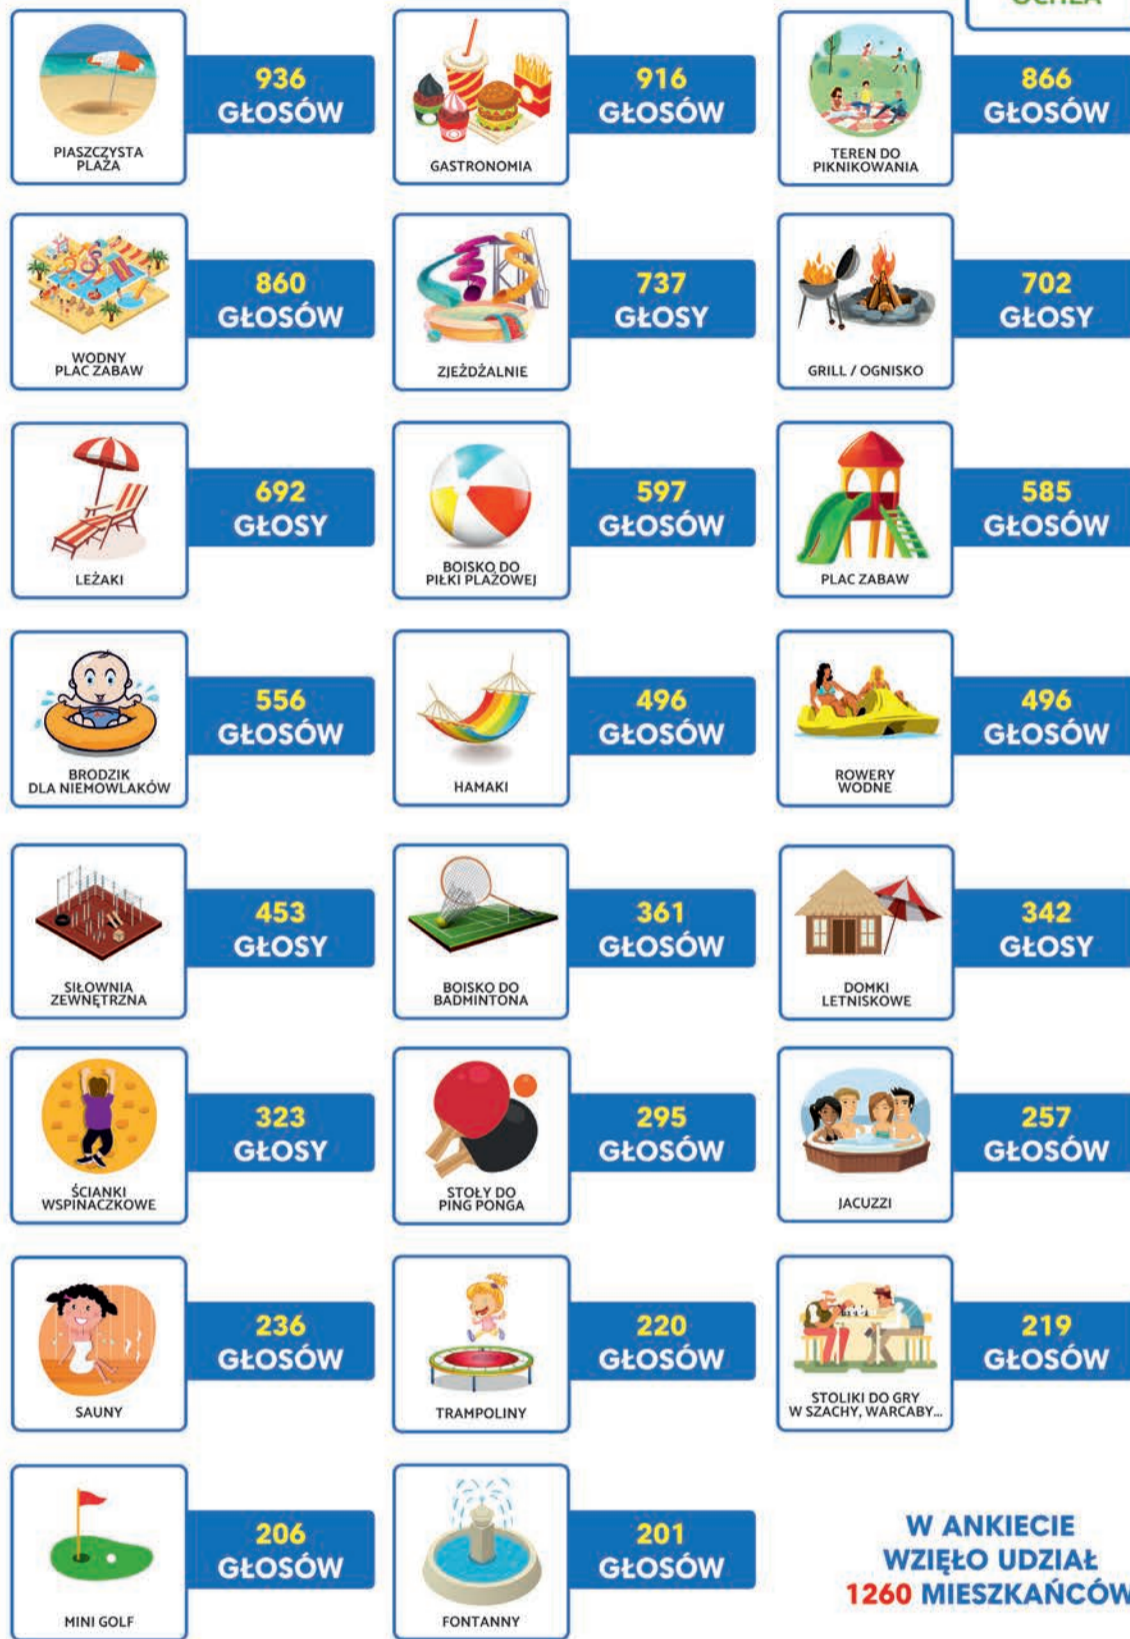 936
GŁOSÓW
PIASZCZYSTA
PLAŻA
916
GŁOSÓW
GASTRONOMIA
866
GŁOSÓW
TEREN DO
PIKNIKOWANIA
860
GŁOSÓW
WODNY
PLAC ZABAW
737
GŁOSY
ZJEŻDŻALNIE
702
GŁOSY
GRILL / OGNISKO
692
GŁOSY
LEŻAKI
597
GŁOSÓW
BOISKO DO
PIŁKI PLAŻOWEJ
585
GŁOSÓW
PLAC ZABAW
556
GŁOSÓW
BRODZIK
DLA NIEMOWLAKÓW
496
GŁOSÓW
HAMAKI
496
GŁOSÓW
ROWERY
WODNE
453
GŁOSY
SIŁOWNIA
ZEWNĘTRZNA
361
GŁOSÓW
BOISKO DO
BADMINTONA
342
GŁOSY
DOMKI
LETNISKOWE
323
GŁOSY
ŚCIANKI
WSPINACZKOWE
295
GŁOSÓW
STOŁY DO
PING PONGA
257
GŁOSÓW
JACUZZI
236
GŁOSÓW
SAUNY
220
GŁOSÓW
TRAMPOLINY
219
GŁOSÓW
STOLIKI DO GRY
W SZACHY, WARCABY...
206
GŁOSÓW
MINI GOLF
201
GŁOSÓW
FONTANNY
W ANKIECIE
WZIĘŁO UDZIAŁ
1260 MIESZKAŃCÓW